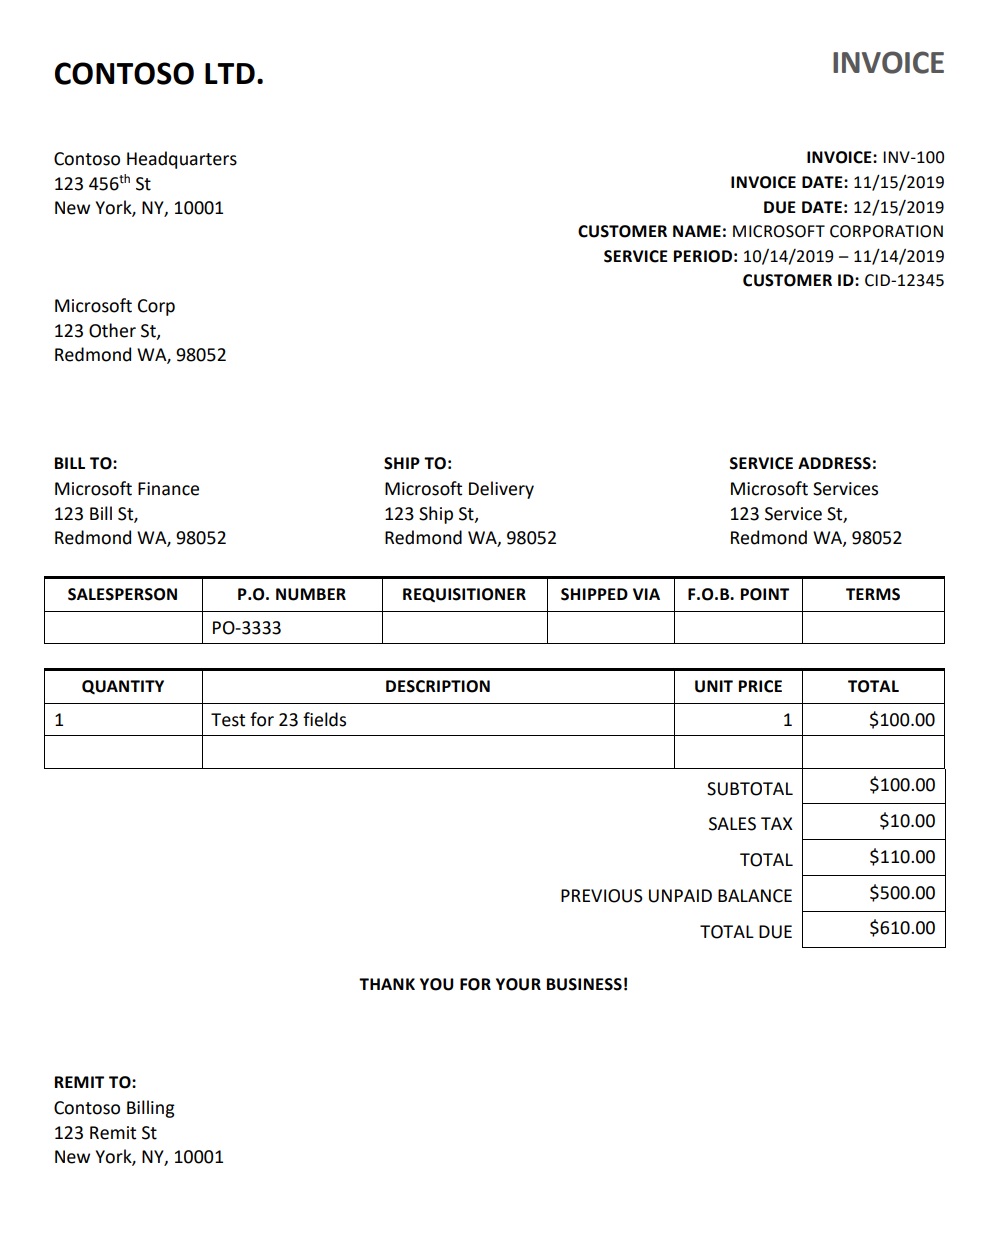 CONTOSO LTD.
INVOICE
Contoso Headquarters
123 456th St
New York, NY, 10001
INVOICE: INV-100
INVOICE DATE: 11/15/2019
DUE DATE: 12/15/2019
CUSTOMER NAME: MICROSOFT CORPORATION
SERVICE PERIOD: 10/14/2019 – 11/14/2019
CUSTOMER ID: CID-12345
Microsoft Corp
123 Other St,
Redmond WA, 98052
BILL TO:
Microsoft Finance
123 Bill St,
Redmond WA, 98052
SHIP TO:
Microsoft Delivery
123 Ship St,
Redmond WA, 98052
SERVICE ADDRESS:
Microsoft Services
123 Service St,
Redmond WA, 98052
SALESPERSON P.O. NUMBER REQUISITIONER SHIPPED VIA F.O.B. POINT TERMS
PO-3333
QUANTITY DESCRIPTION UNIT PRICE TOTAL
1 Test for 23 fields 1 $100.00
SUBTOTAL $100.00
SALES TAX $10.00
TOTAL $110.00
PREVIOUS UNPAID BALANCE $500.00
TOTAL DUE $610.00
THANK YOU FOR YOUR BUSINESS!
REMIT TO:
Contoso Billing
123 Remit St
New York, NY, 10001